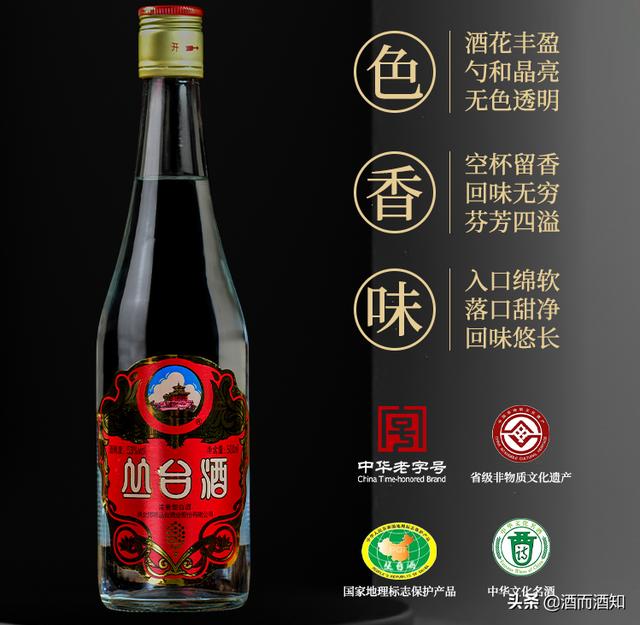 开
丛台酒
色
酒花丰盈
勺和晶亮
无色透明
香
空杯留香
回味无穷
芬芳四溢
味
入口绵软
落口甜净
回味悠长
中华老字号
China Time-honored Brand
省级非物质文化遗产
国家地理标志保护产品
中华文化名酒
头条@酒而酒知